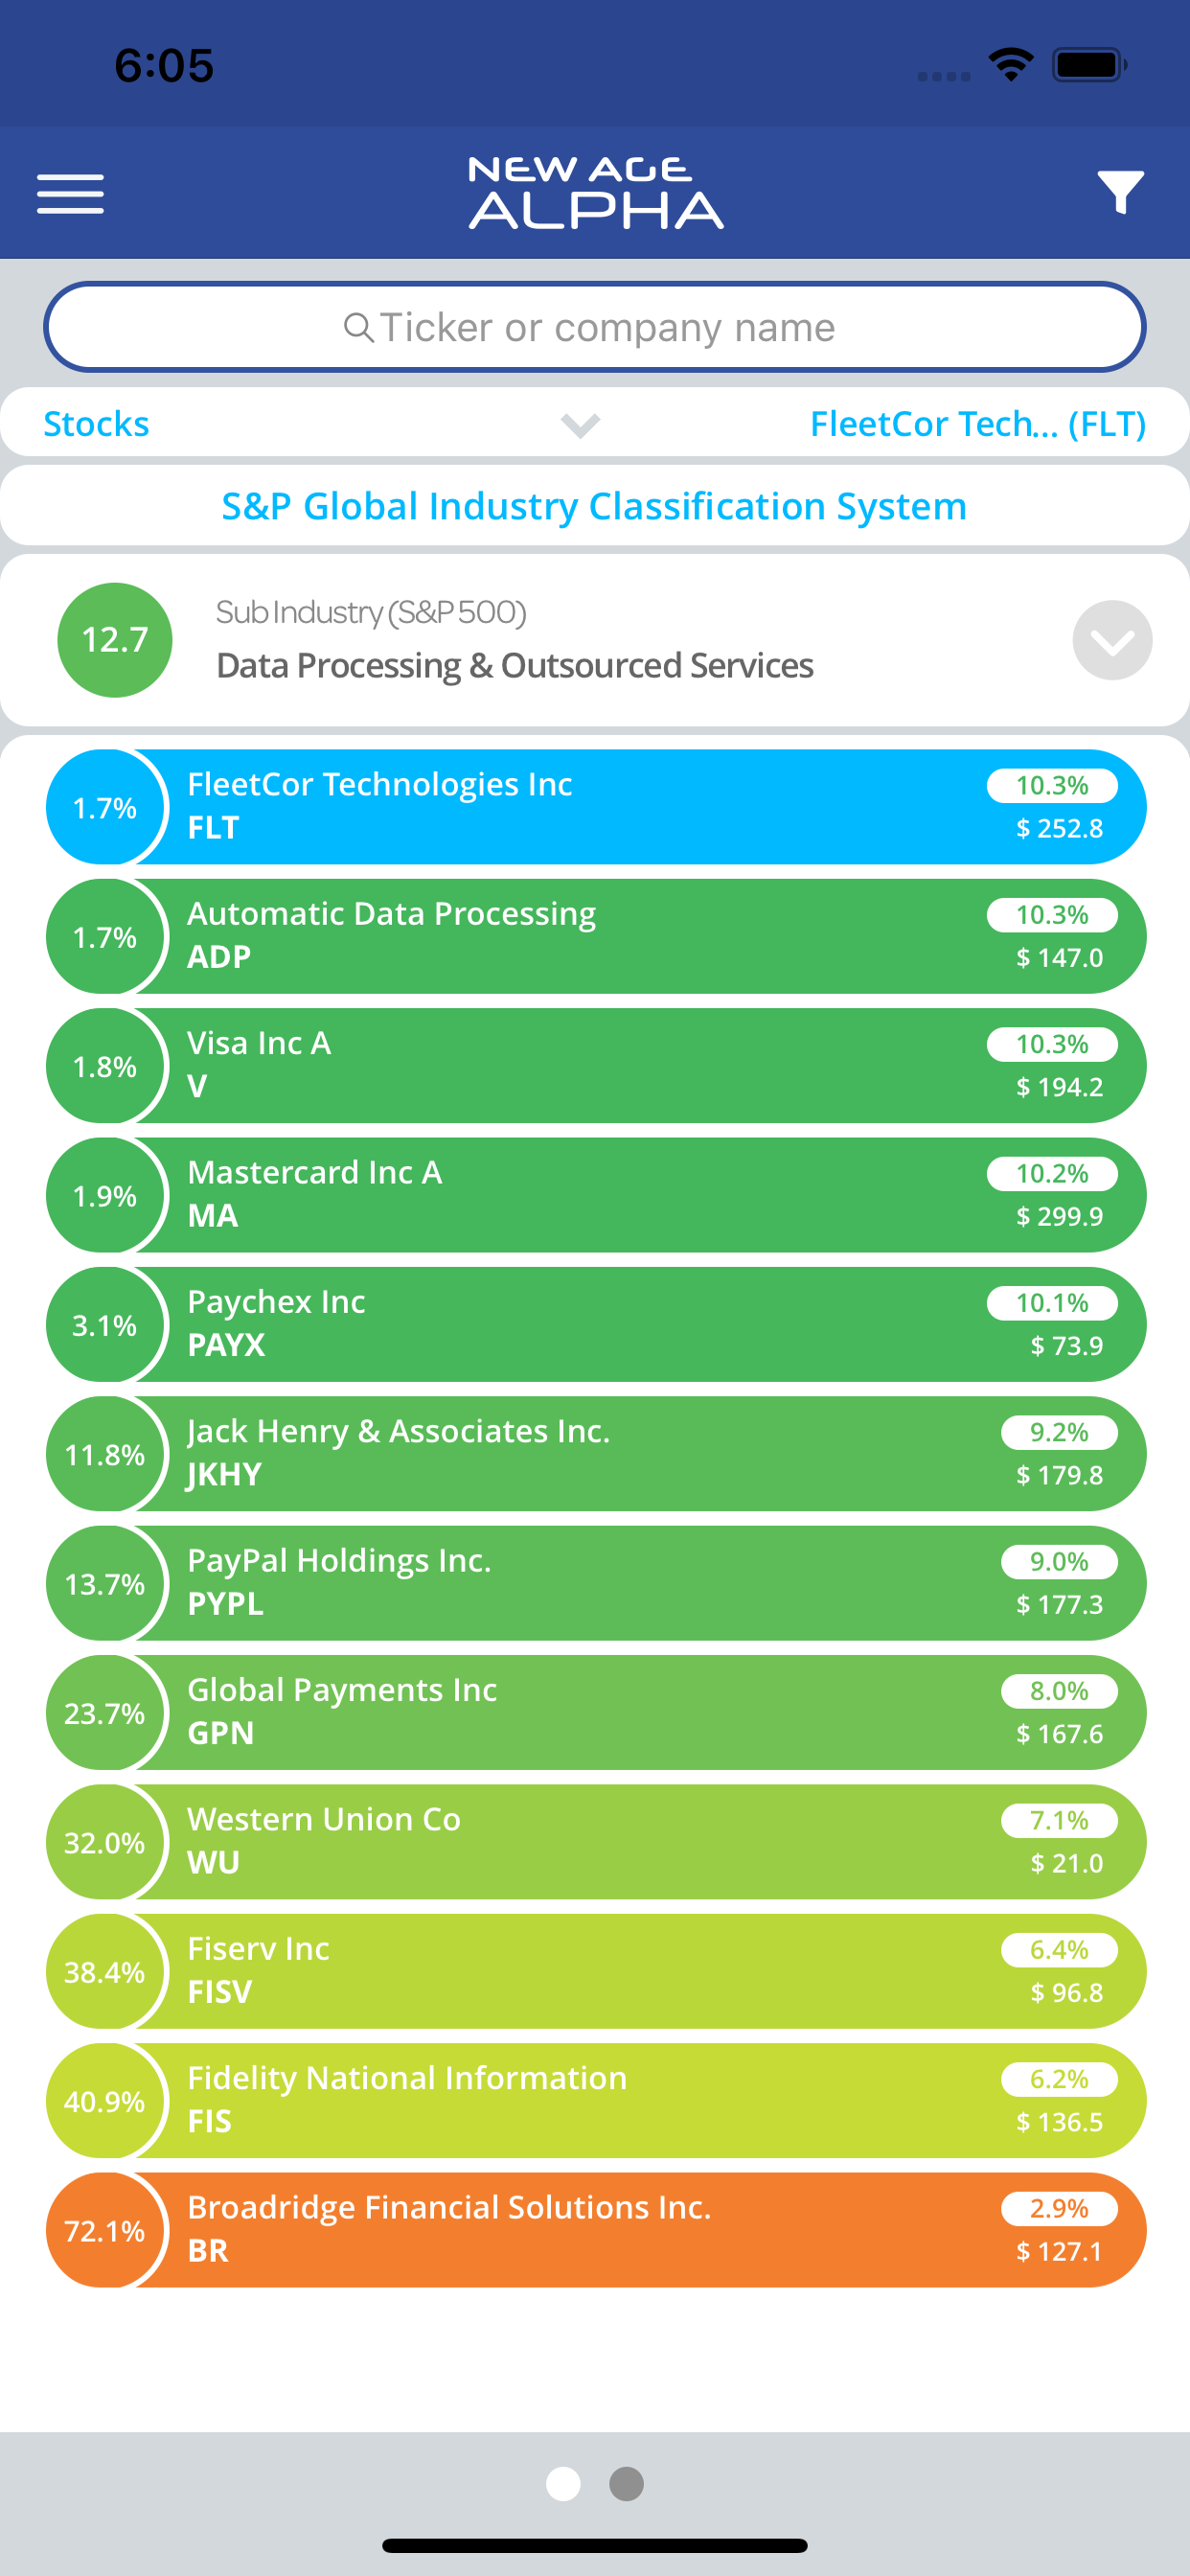 6:05
NEW AGE
ALPHA
Ticker or company name
Stocks FleetCor Tech... (FLT)
S&P Global Industry Classification System
12.7
Sub Industry (S&P 500)
Data Processing & Outsourced Services
1.7%
FleetCor Technologies Inc
FLT
10.3%
$ 252.8
1.7%
Automatic Data Processing
ADP
10.3%
$ 147.0
1.8%
Visa Inc A
V
10.3%
$ 194.2
1.9%
Mastercard Inc A
MA
10.2%
$ 299.9
3.1%
Paychex Inc
PAYX
10.1%
$ 73.9
11.8%
Jack Henry & Associates Inc.
JKHY
9.2%
$ 179.8
13.7%
PayPal Holdings Inc.
PYPL
9.0%
$ 177.3
23.7%
Global Payments Inc
GPN
8.0%
$ 167.6
32.0%
Western Union Co
WU
7.1%
$ 21.0
38.4%
Fiserv Inc
FISV
6.4%
$ 96.8
40.9%
Fidelity National Information
FIS
6.2%
$ 136.5
72.1%
Broadridge Financial Solutions Inc.
BR
2.9%
$ 127.1